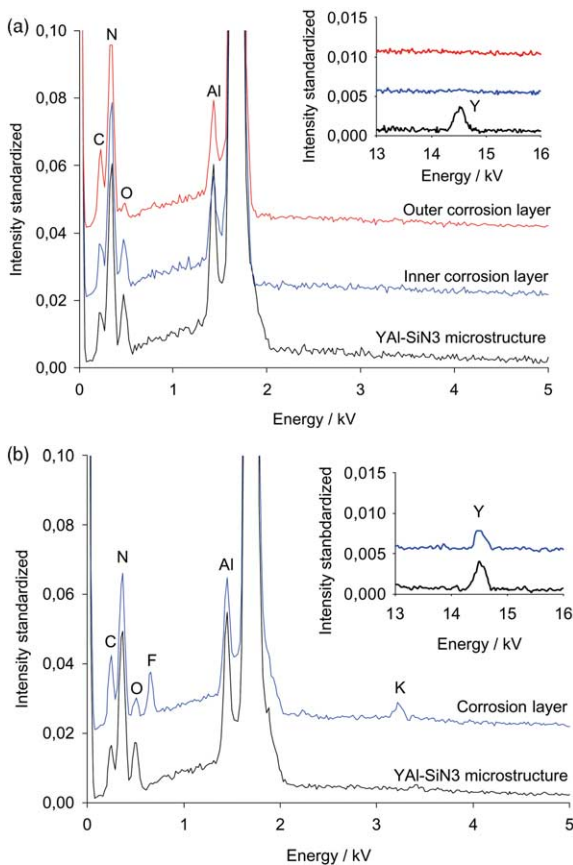 (a)
Intensity standardized
0,10
0,08
0,06
0,04
0,02
0,00
C
N
O
Al
Outer corrosion layer
Inner corrosion layer
YAl-SiN3 microstructure
0 1 2 3 4 5
Energy / kV
Intensity standardized
0,015
0,010
0,005
0,000
Y
13 14 15 16
Energy / kV
(b)
Intensity standardized
0,10
0,08
0,06
0,04
0,02
0,00
C
N
O
F
Al
K
Corrosion layer
YAl-SiN3 microstructure
0 1 2 3 4 5
Energy / kV
Intensity stanbdardized
0,015
0,010
0,005
0,000
Y
13 14 15 16
Energy / kV